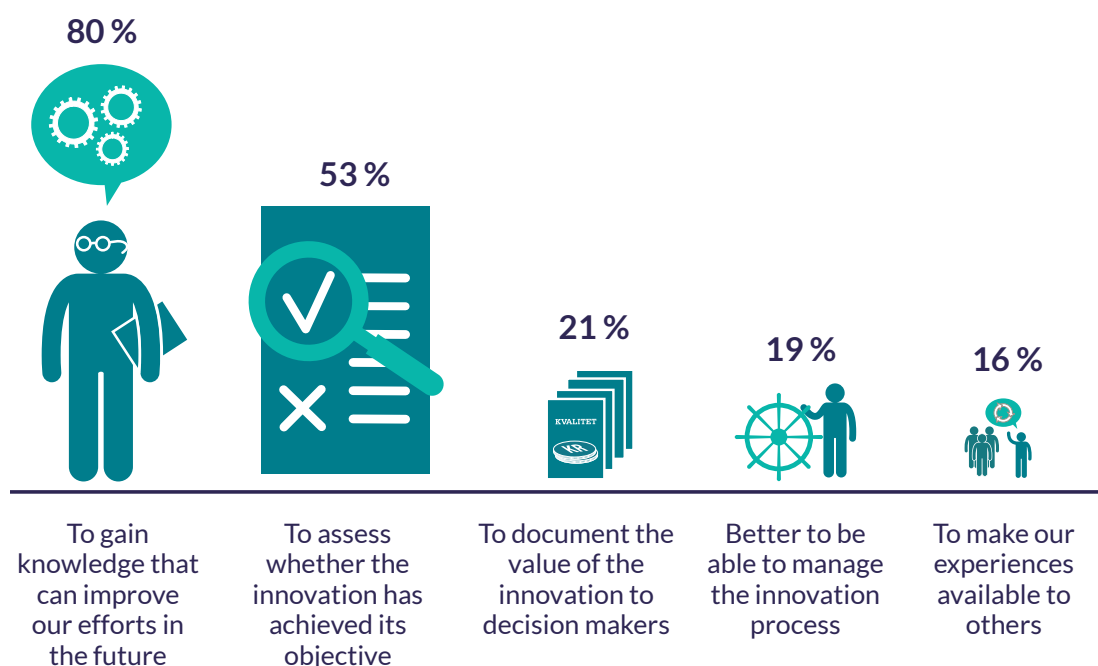 80 %
53 %
21 %
19 %
16 %
KVALITET
KR
To gain
knowledge that
can improve
our efforts in
the future
To assess
whether the
innovation has
achieved its
objective
To document the
value of the
innovation to
decision makers
Better to be
able to manage
the innovation
process
To make our
experiences
available to
others